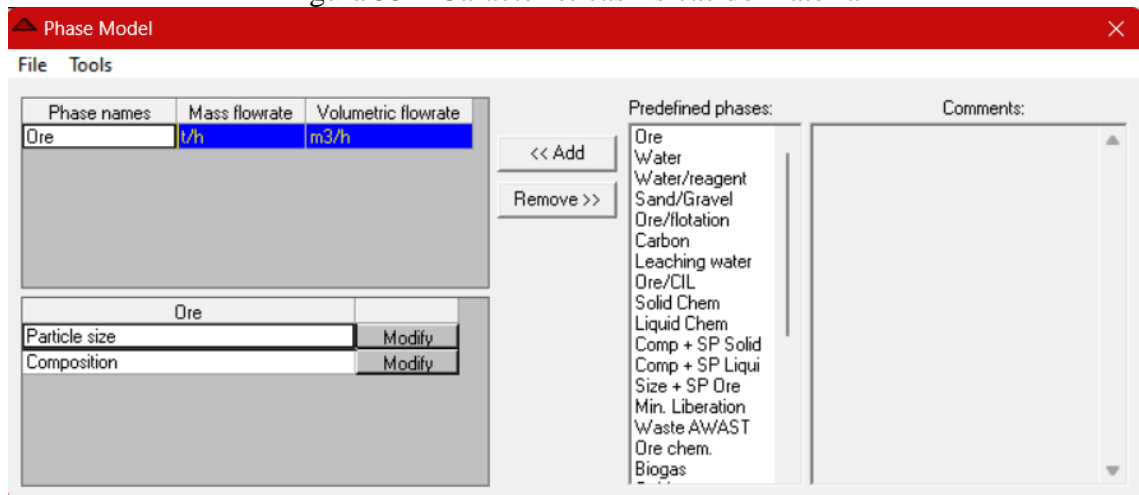 Phase Model
File Tools
Phase names Mass flowrate Volumetric flowrate
Ore t/h m3/h
Ore
Particle size Modify
Composition Modify
<< Add
Remove >>
Predefined phases:
Ore
Water
Water/reagent
Sand/Gravel
Ore/flotation
Carbon
Leaching water
Ore/CIL
Solid Chem
Liquid Chem
Comp + SP Solid
Comp + SP Liqui
Size + SP Ore
Min. Liberation
Waste AWAST
Ore chem.
Biogas
Comments: